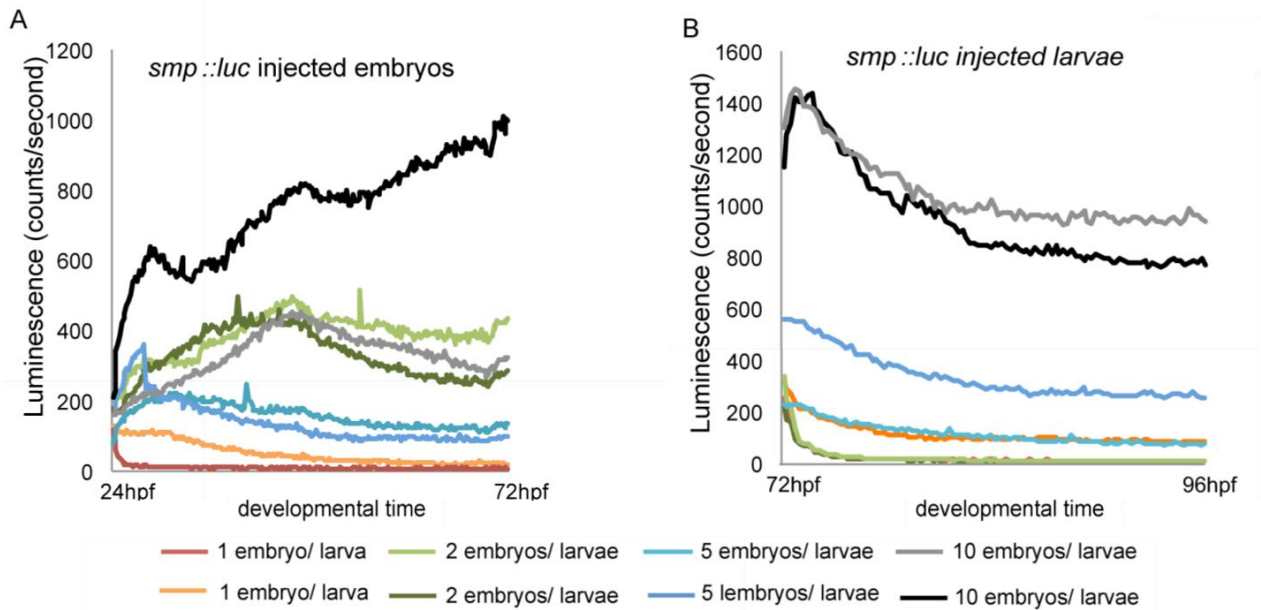 A
smp ::luc injected embryos
Luminescence (counts/second)
1200
1000
800
600
400
200
0
24hpf
72hpf
developmental time
B
smp ::luc injected larvae
Luminescence (counts/second)
1600
1400
1200
1000
800
600
400
200
0
72hpf
96hpf
developmental time
1 embryo/ larva
2 embryos/ larvae
5 embryos/ larvae
10 embryos/ larvae
1 embryo/ larva
2 embryos/ larvae
5 lembryos/ larvae
10 embryos/ larvae